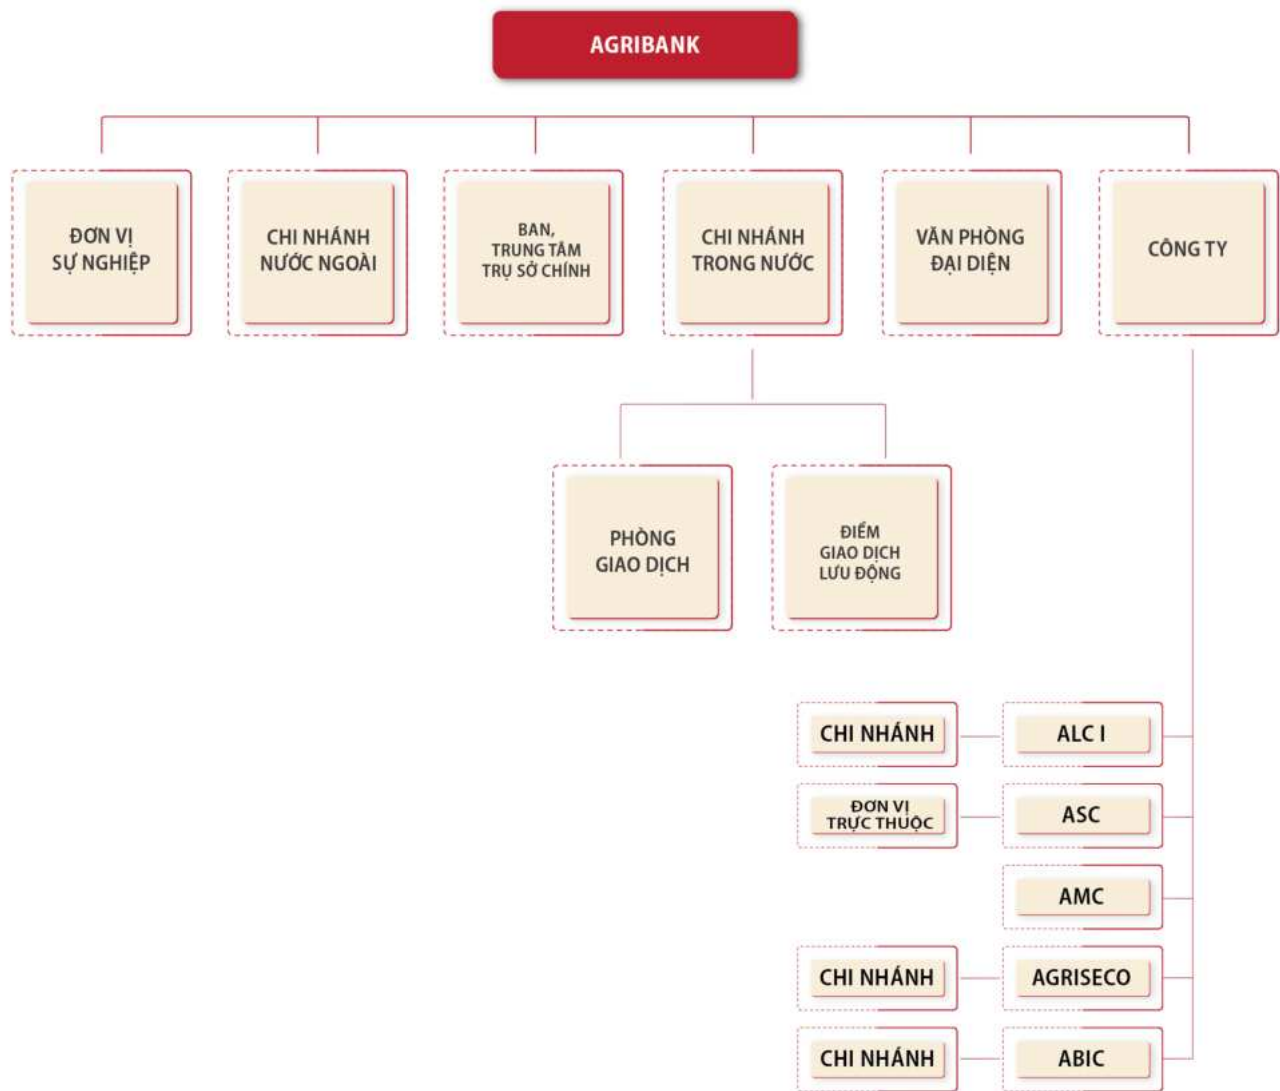 AGRIBANK
ĐƠN VỊ
SỰ NGHIỆP
CHI NHÁNH
NƯỚC NGOÀI
BAN,
TRUNG TÂM
TRỤ SỞ CHÍNH
CHI NHÁNH
TRONG NƯỚC
VĂN PHÒNG
ĐẠI DIỆN
CÔNG TY
PHÒNG
GIAO DỊCH
ĐIỂM
GIAO DỊCH
LƯU ĐỘNG
CHI NHÁNH
ALC I
ĐƠN VỊ
TRỰC THUỘC
ASC
AMC
CHI NHÁNH
AGRISECO
CHI NHÁNH
ABIC